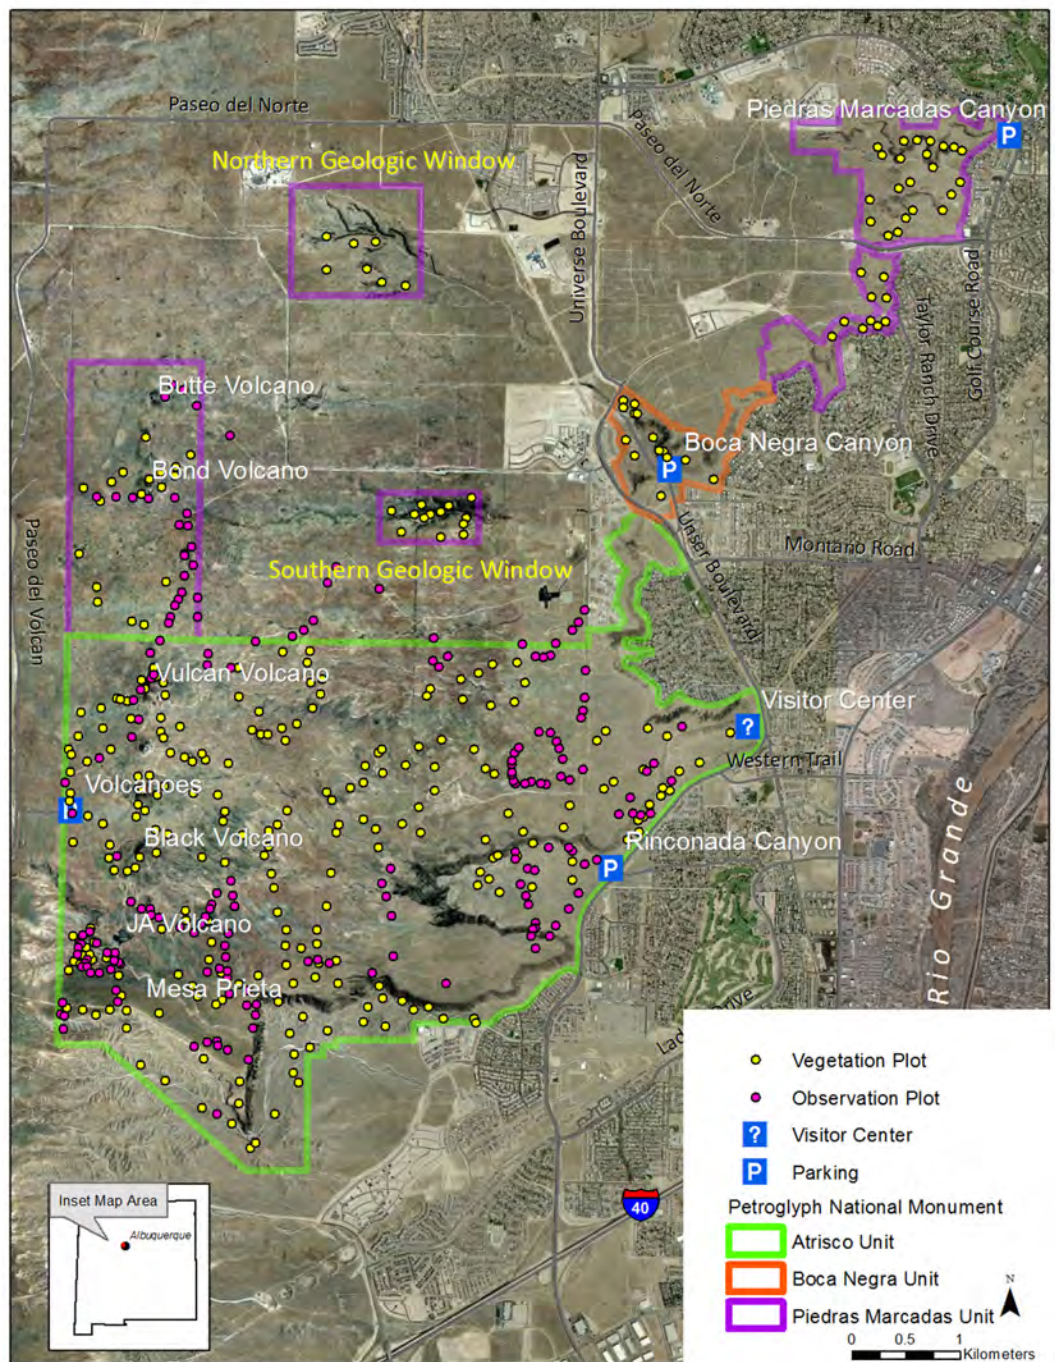 Paseo del Norte
Piedras Marcadas Canyon
P
Northern Geologic Window
Paseo del Norte
Universe Boulevard
Golf Course Road
Taylor Ranch Drive
Butte Volcano
Boca Negra Canyon
P
Bond Volcano
Unser Boulevard
Montano Road
Southern Geologic Window
Paseo del Volcan
Vulcan Volcano
Visitor Center
?
Western Trail
Volcanoes
P
Black Volcano
Rinconada Canyon
P
Rio Grande
JA Volcano
Mesa Prieta
Vegetation Plot
Observation Plot
? Visitor Center
P Parking
Petroglyph National Monument
Atrisco Unit
Boca Negra Unit
Piedras Marcadas Unit
N
0 0.5 1
Kilometers
40
Inset Map Area
Albuquerque